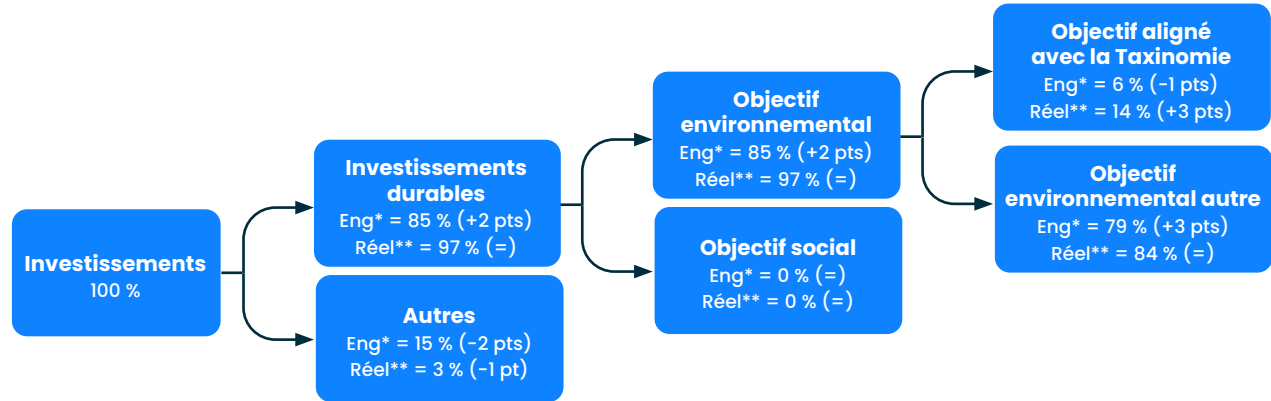 Investissements
100 %
Investissements
durables
Eng* = 85 % (+2 pts)
Réel** = 97 % (=)
Autres
Eng* = 15 % (-2 pts)
Réel** = 3 % (-1 pt)
Objectif
environnemental
Eng* = 85 % (+2 pts)
Réel** = 97 % (=)
Objectif social
Eng* = 0 % (=)
Réel** = 0 % (=)
Objectif aligné
avec la Taxinomie
Eng* = 6 % (-1 pts)
Réel** = 14 % (+3 pts)
Objectif
environnemental autre
Eng* = 79 % (+3 pts)
Réel** = 84 % (=)